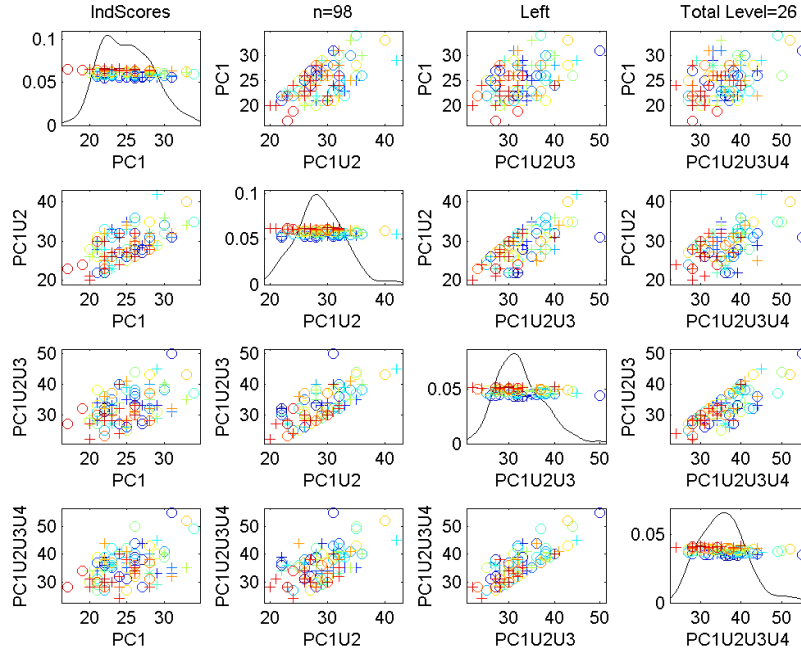 IndScores n=98 Left Total Level=26
0.1 0.05 0
20 25 30
PC1
PC1
30 25 20
20 30 40
PC1U2
PC1
30 25 20
30 40 50
PC1U2U3
PC1
30 25 20
30 40 50
PC1U2U3U4
PC1U2
40 30 20
20 25 30
PC1
0.1 0.05 0
20 30 40
PC1U2
PC1U2
40 30 20
30 40 50
PC1U2U3
PC1U2
40 30 20
30 40 50
PC1U2U3U4
PC1U2U3
50 40 30
20 25 30
PC1
PC1U2U3
50 40 30
20 30 40
PC1U2
0.05 0
30 40 50
PC1U2U3
PC1U2U3
50 40 30
30 40 50
PC1U2U3U4
PC1U2U3U4
50 40 30
20 25 30
PC1
PC1U2U3U4
50 40 30
20 30 40
PC1U2
PC1U2U3U4
50 40 30
30 40 50
PC1U2U3
0.05 0
30 40 50
PC1U2U3U4